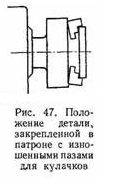 Рис. 47. Поло-
жение детали,
закрепленной в
патроне с изно-
шенными пазами
для кулачков